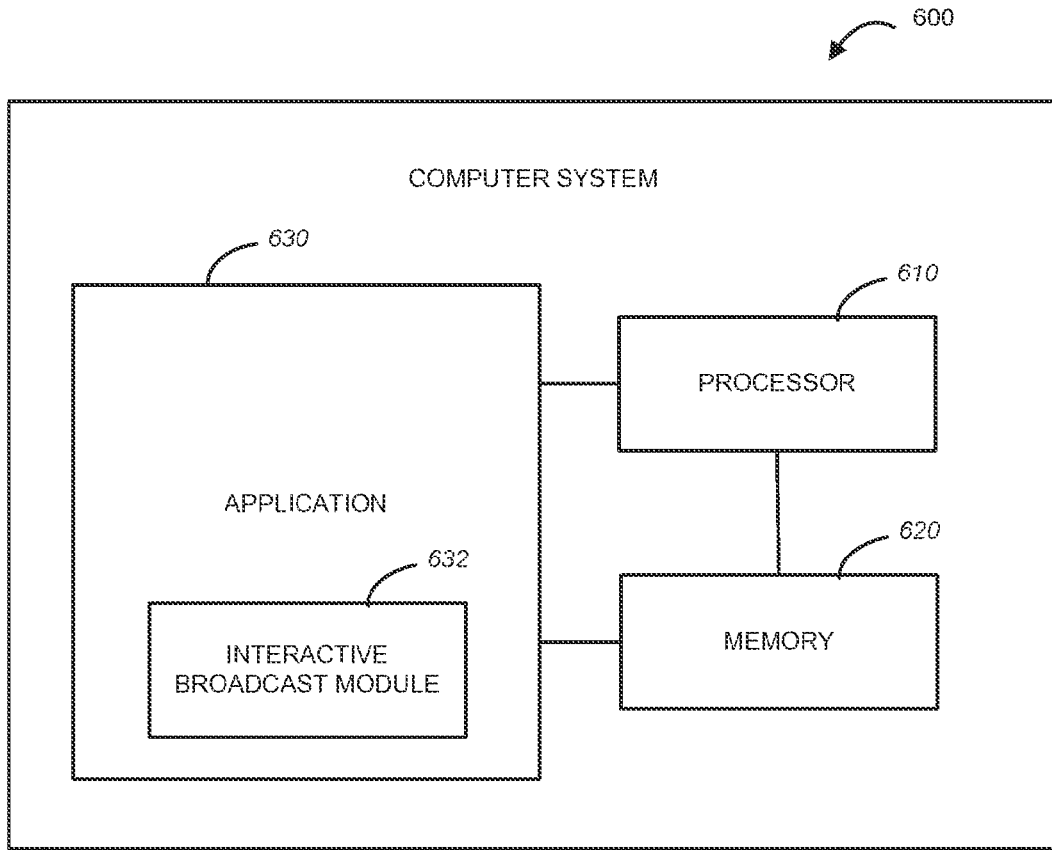 600
COMPUTER SYSTEM
630
610
PROCESSOR
APPLICATION
620
632
MEMORY
INTERACTIVE
BROADCAST MODULE